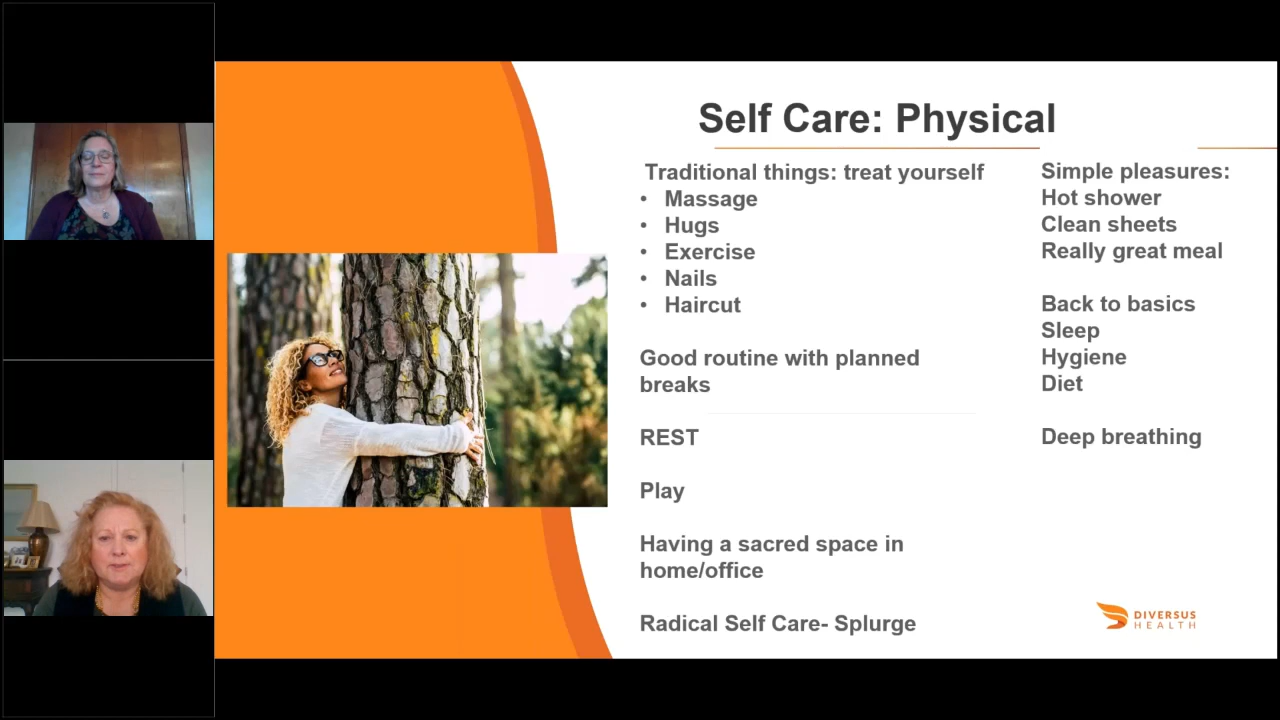 Self Care: Physical
Traditional things: treat yourself
• Massage
• Hugs
• Exercise
• Nails
• Haircut
Good routine with planned
breaks
REST
Play
Having a sacred space in
home/office
Radical Self Care- Splurge
Simple pleasures:
Hot shower
Clean sheets
Really great meal
Back to basics
Sleep
Hygiene
Diet
Deep breathing
DIVERSUS
HEALTH